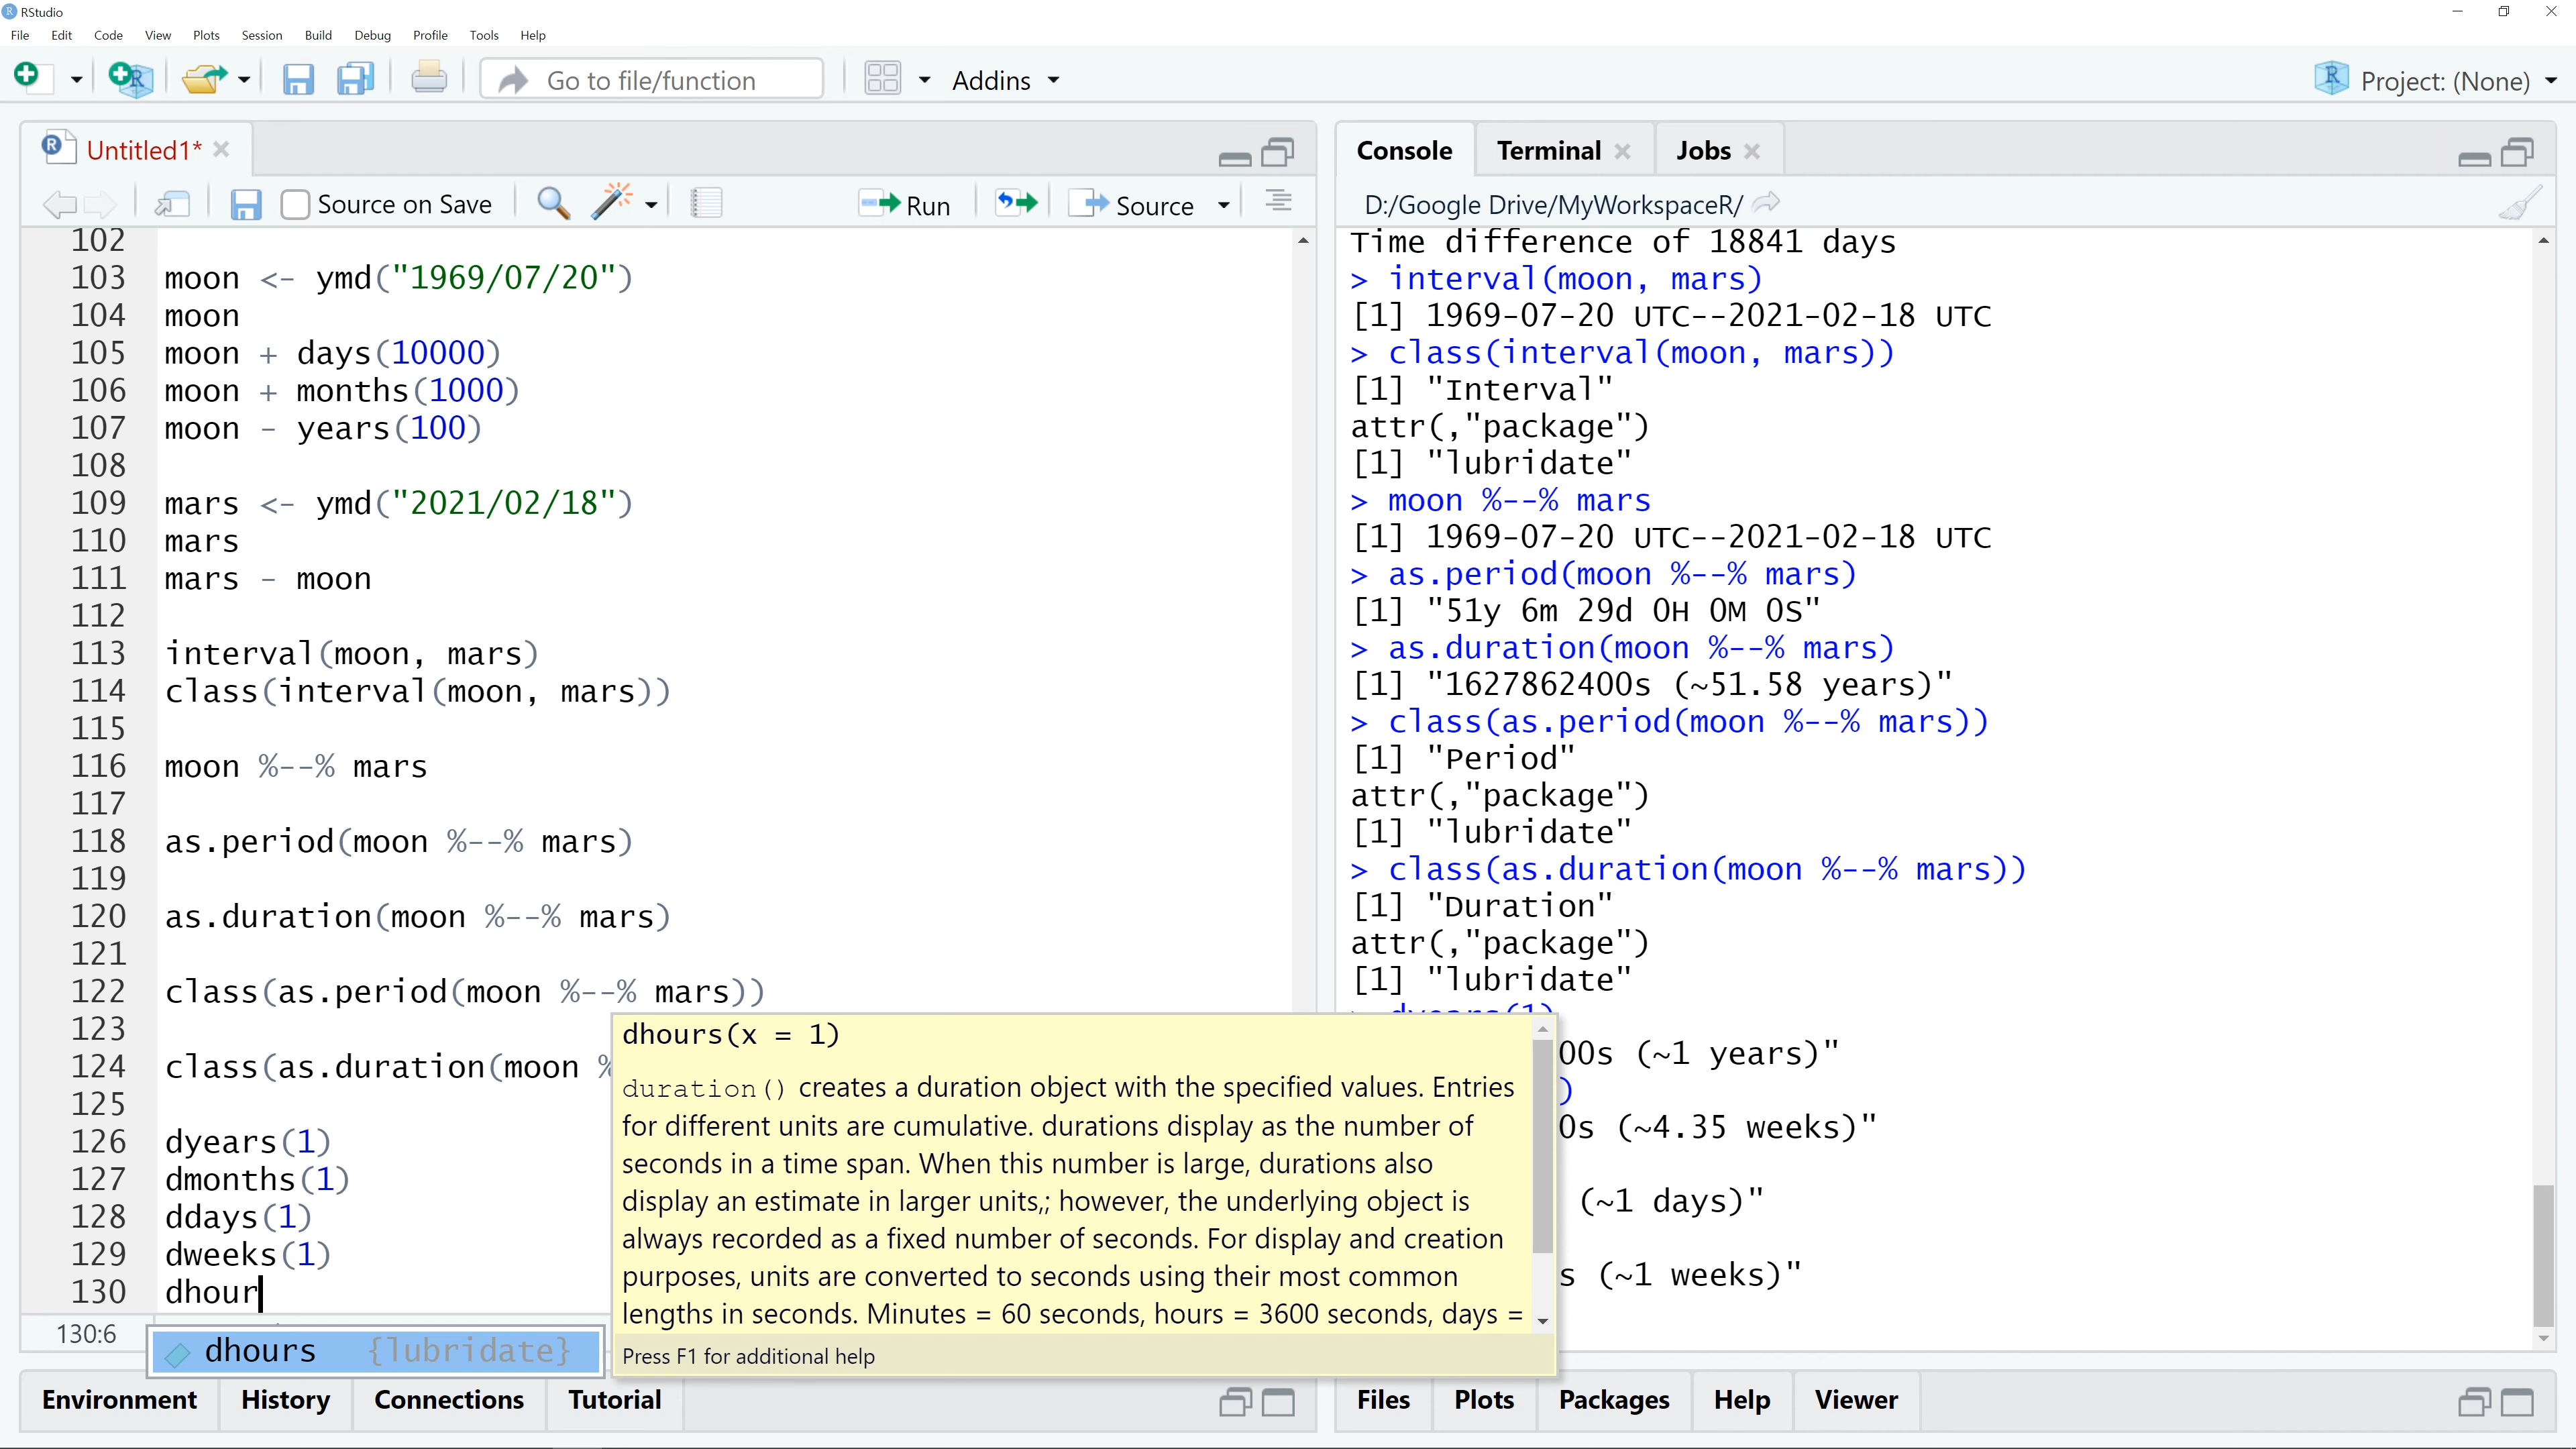 RStudio
File Edit Code View Plots Session Build Debug Profile Tools Help
Go to file/function Addins Project: (None)
Untitled1*
Source on Save Run Source
102
103 moon <- ymd("1969/07/20")
104 moon
105 moon + days(10000)
106 moon + months(1000)
107 moon - years(100)
108
109 mars <- ymd("2021/02/18")
110 mars
111 mars - moon
112
113 interval(moon, mars)
114 class(interval(moon, mars))
115
116 moon %--% mars
117
118 as.period(moon %--% mars)
119
120 as.duration(moon %--% mars)
121
122 class(as.period(moon %--% mars))
123
124 class(as.duration(moon %
125
126 dyears(1)
127 dmonths(1)
128 ddays(1)
129 dweeks(1)
130 dhour
130:6
dhours {lubridate}
dhours(x = 1)
duration() creates a duration object with the specified values. Entries
for different units are cumulative. durations display as the number of
seconds in a time span. When this number is large, durations also
display an estimate in larger units,; however, the underlying object is
always recorded as a fixed number of seconds. For display and creation
purposes, units are converted to seconds using their most common
lengths in seconds. Minutes = 60 seconds, hours = 3600 seconds, days =
Press F1 for additional help
Environment History Connections Tutorial
Console Terminal Jobs
D:/Google Drive/MyWorkspaceR/
Time difference of 18841 days
> interval(moon, mars)
[1] 1969-07-20 UTC--2021-02-18 UTC
> class(interval(moon, mars))
[1] "Interval"
attr(,"package")
[1] "lubridate"
> moon %--% mars
[1] 1969-07-20 UTC--2021-02-18 UTC
> as.period(moon %--% mars)
[1] "51y 6m 29d 0H 0M 0S"
> as.duration(moon %--% mars)
[1] "1627862400s (~51.58 years)"
> class(as.period(moon %--% mars))
[1] "Period"
attr(,"package")
[1] "lubridate"
> class(as.duration(moon %--% mars))
[1] "Duration"
attr(,"package")
[1] "lubridate"
> dyears(1)
00s (~1 years)"
)
0s (~4.35 weeks)"
(~1 days)"
s (~1 weeks)"
Files Plots Packages Help Viewer